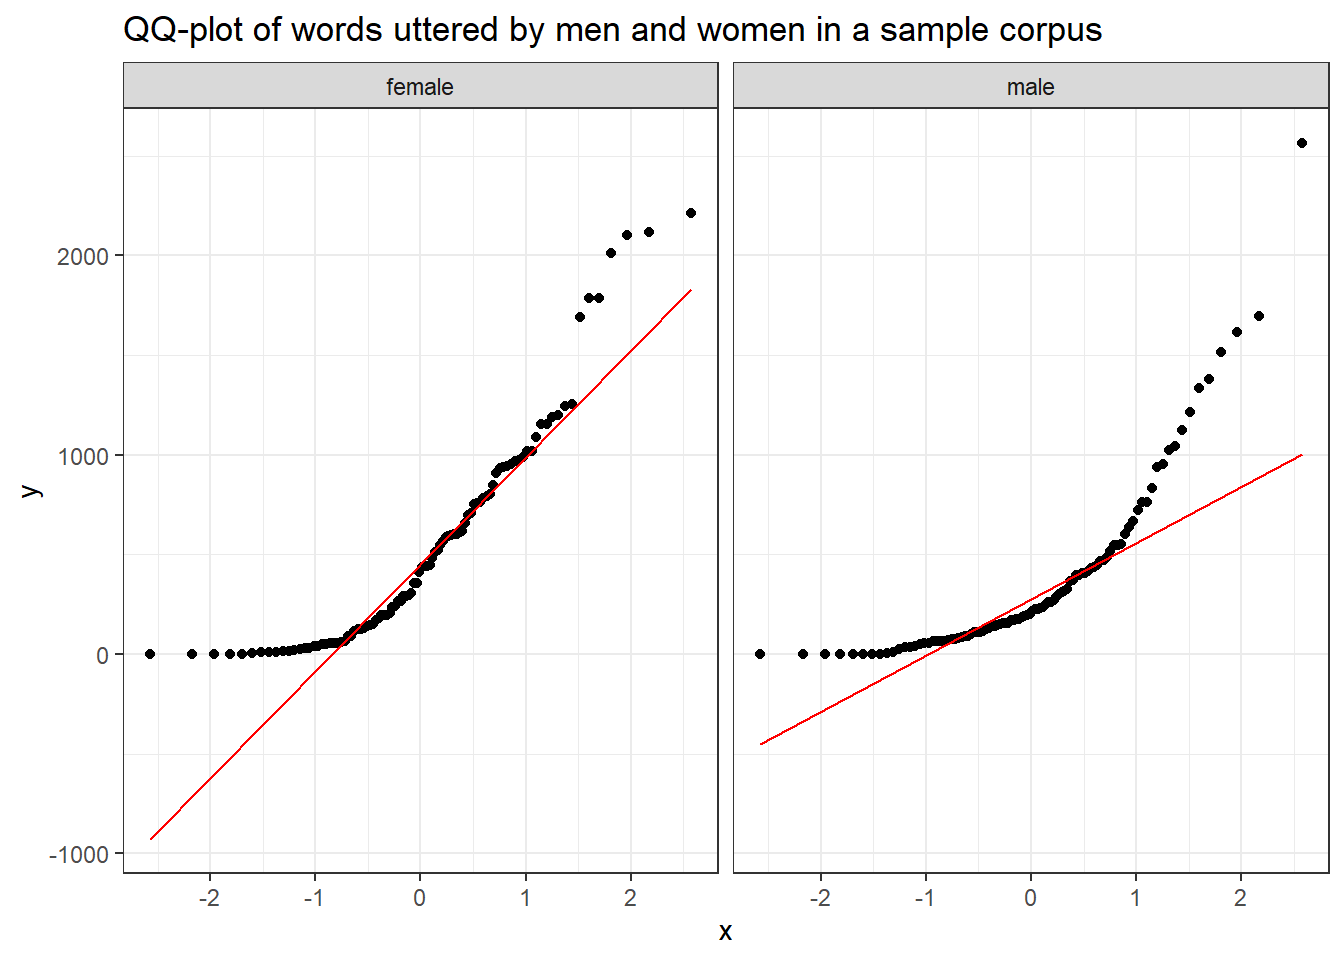 QQ-plot of words uttered by men and women in a sample corpus
female
male
y
2000
1000
0
-1000
-2 -1 0 1 2
-2 -1 0 1 2
x